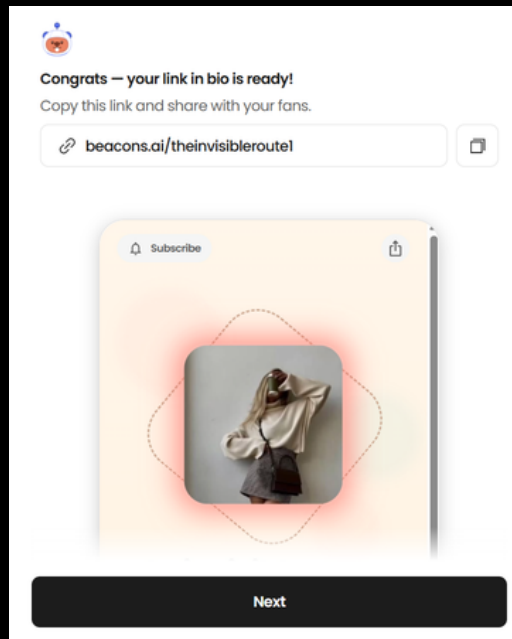 Congrats — your link in bio is ready!
Copy this link and share with your fans.
beacons.ai/theinvisibleroute1
Subscribe
Next